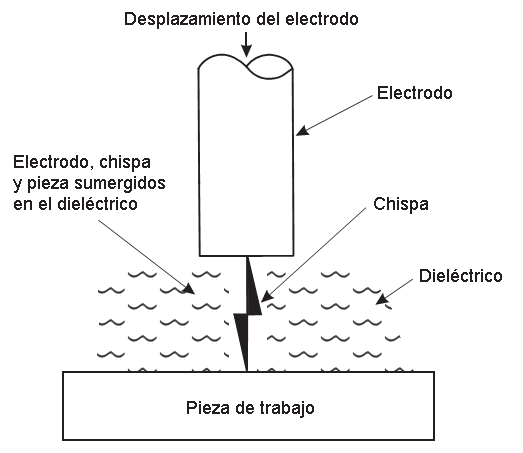 Desplazamiento del electrodo
Electrodo
Electrodo, chispa
y pieza sumergidos
en el dieléctrico
Chispa
Dieléctrico
Pieza de trabajo